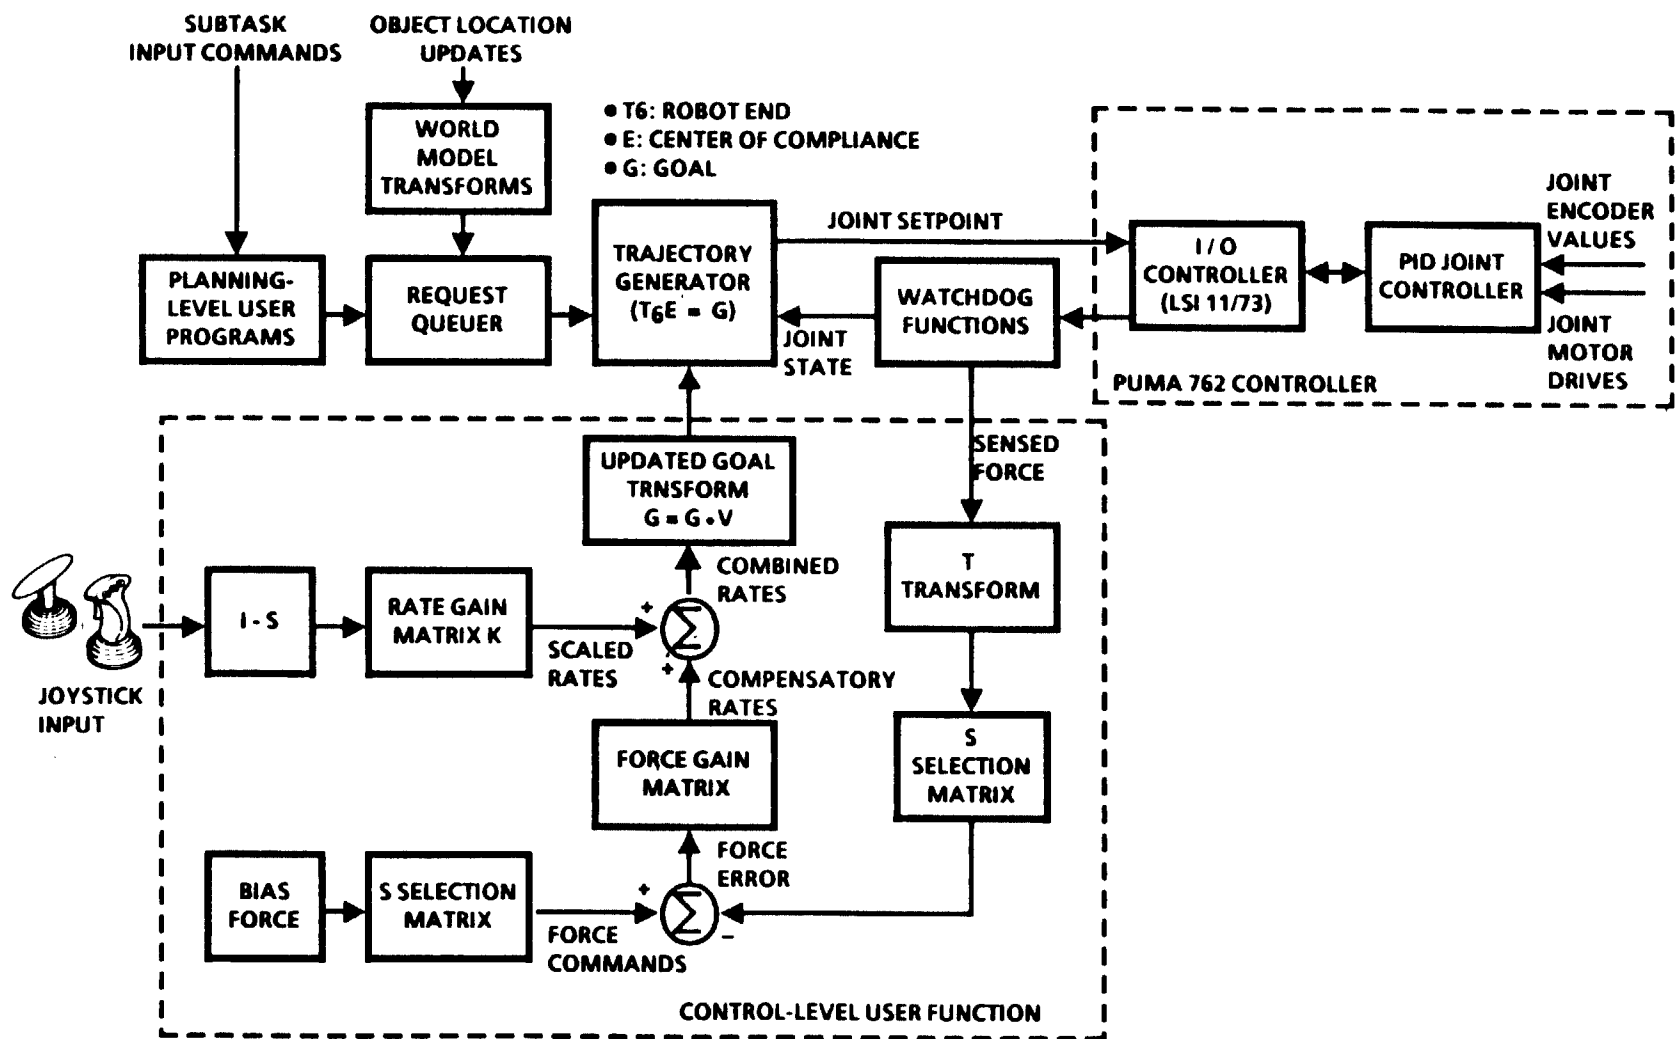 SUBTASK
INPUT COMMANDS
OBJECT LOCATION
UPDATES
WORLD
MODEL
TRANSFORMS
• T6: ROBOT END
• E: CENTER OF COMPLIANCE
• G: GOAL
PLANNING-
LEVEL USER
PROGRAMS
REQUEST
QUEUER
TRAJECTORY
GENERATOR
(T6E = G)
JOINT SETPOINT
WATCHDOG
FUNCTIONS
JOINT
STATE
I / O
CONTROLLER
(LSI 11/73)
PID JOINT
CONTROLLER
JOINT
ENCODER
VALUES
JOINT
MOTOR
DRIVES
PUMA 762 CONTROLLER
UPDATED GOAL
TRNSFORM
G = G • V
SENSED
FORCE
COMBINED
RATES
T
TRANSFORM
JOYSTICK
INPUT
I - S
RATE GAIN
MATRIX K
SCALED
RATES
+
Σ
+
COMPENSATORY
RATES
FORCE GAIN
MATRIX
S
SELECTION
MATRIX
FORCE
ERROR
BIAS
FORCE
S SELECTION
MATRIX
FORCE
COMMANDS
+
Σ
–
CONTROL-LEVEL USER FUNCTION